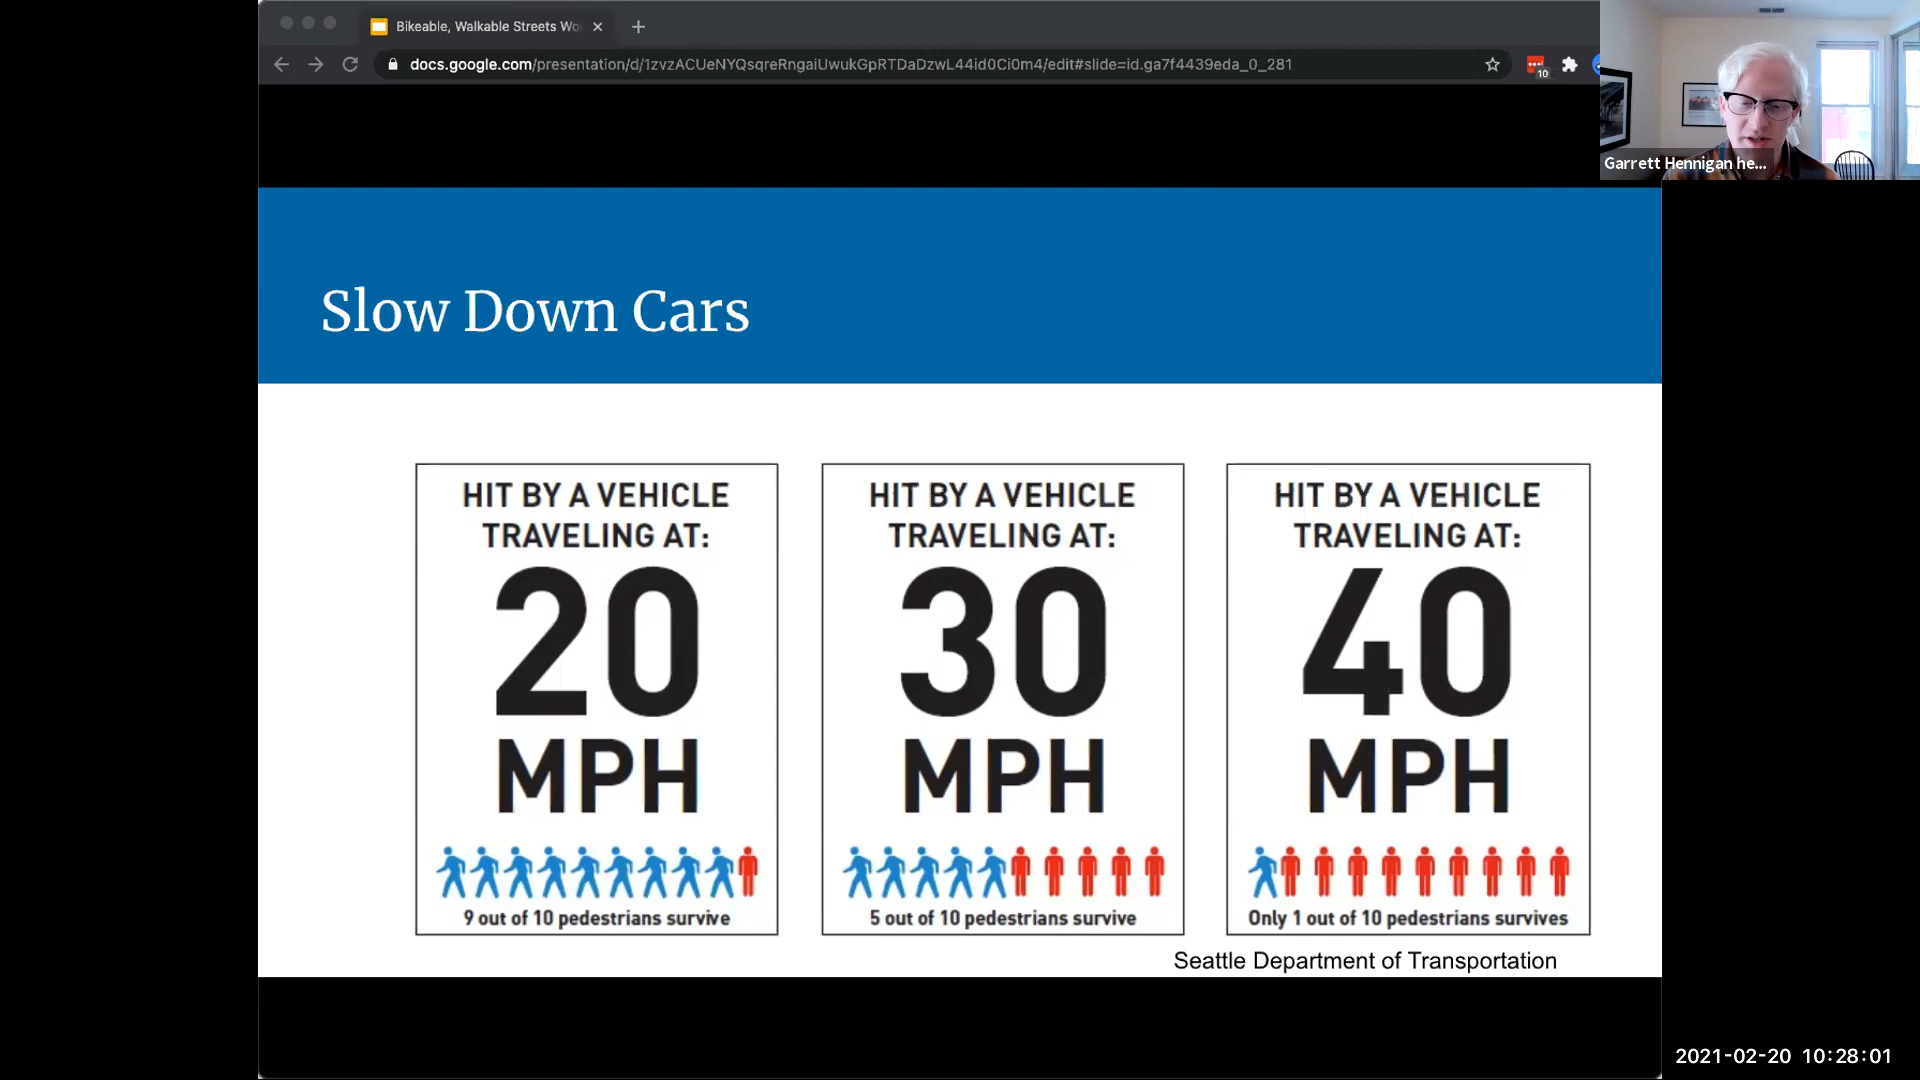 Bikeable, Walkable Streets Wo
docs.google.com/presentation/d/1zvzACUeNYQsqreRngaiUwukGpRTDaDzwL44id0Ci0m4/edit#slide=id.ga7f4439eda_0_281
10
Garrett Hennigan he...
Slow Down Cars
HIT BY A VEHICLE
TRAVELING AT:
20
MPH
9 out of 10 pedestrians survive
HIT BY A VEHICLE
TRAVELING AT:
30
MPH
5 out of 10 pedestrians survive
HIT BY A VEHICLE
TRAVELING AT:
40
MPH
Only 1 out of 10 pedestrians survives
Seattle Department of Transportation
2021-02-20 10:28:01